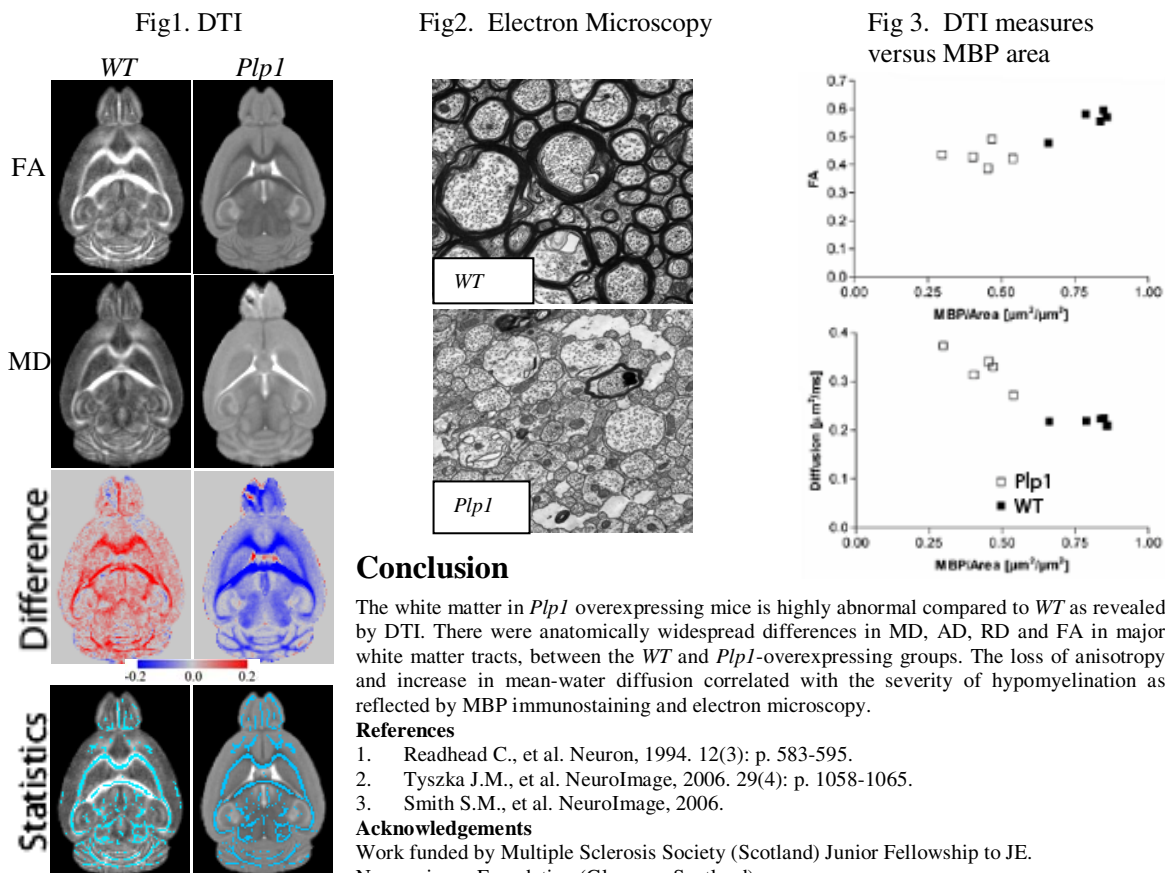 Fig1. DTI
WT Plp1
FA
MD
Difference
-0.2 0.0 0.2
Statistics
Fig2. Electron Microscopy
WT
Plp1
Fig 3. DTI measures
versus MBP area
0.7
0.6
0.5
0.4
0.3
0.2
0.1
0.0
FA
0.00 0.25 0.50 0.75 1.00
MBP/Area [µm²/µm²]
0.4
0.3
0.2
0.1
0.0
Diffusion [µm²/ms]
Plp1
WT
0.00 0.25 0.50 0.75 1.00
MBP/Area [µm²/µm²]
Conclusion
The white matter in Plp1 overexpressing mice is highly abnormal compared to WT as revealed
by DTI. There were anatomically widespread differences in MD, AD, RD and FA in major
white matter tracts, between the WT and Plp1-overexpressing groups. The loss of anisotropy
and increase in mean-water diffusion correlated with the severity of hypomyelination as
reflected by MBP immunostaining and electron microscopy.
References
1. Readhead C., et al. Neuron, 1994. 12(3): p. 583-595.
2. Tyszka J.M., et al. NeuroImage, 2006. 29(4): p. 1058-1065.
3. Smith S.M., et al. NeuroImage, 2006.
Acknowledgements
Work funded by Multiple Sclerosis Society (Scotland) Junior Fellowship to JE.